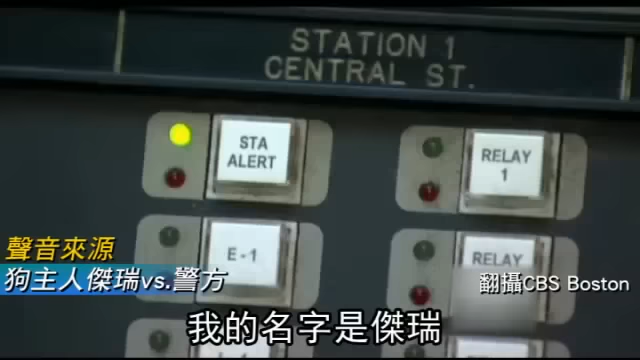 STATION 1
CENTRAL ST.
STA
ALERT
RELAY
1
E-1
RELAY
聲音來源
狗主人傑瑞vs.警方
翻攝CBS Boston
我的名字是傑瑞